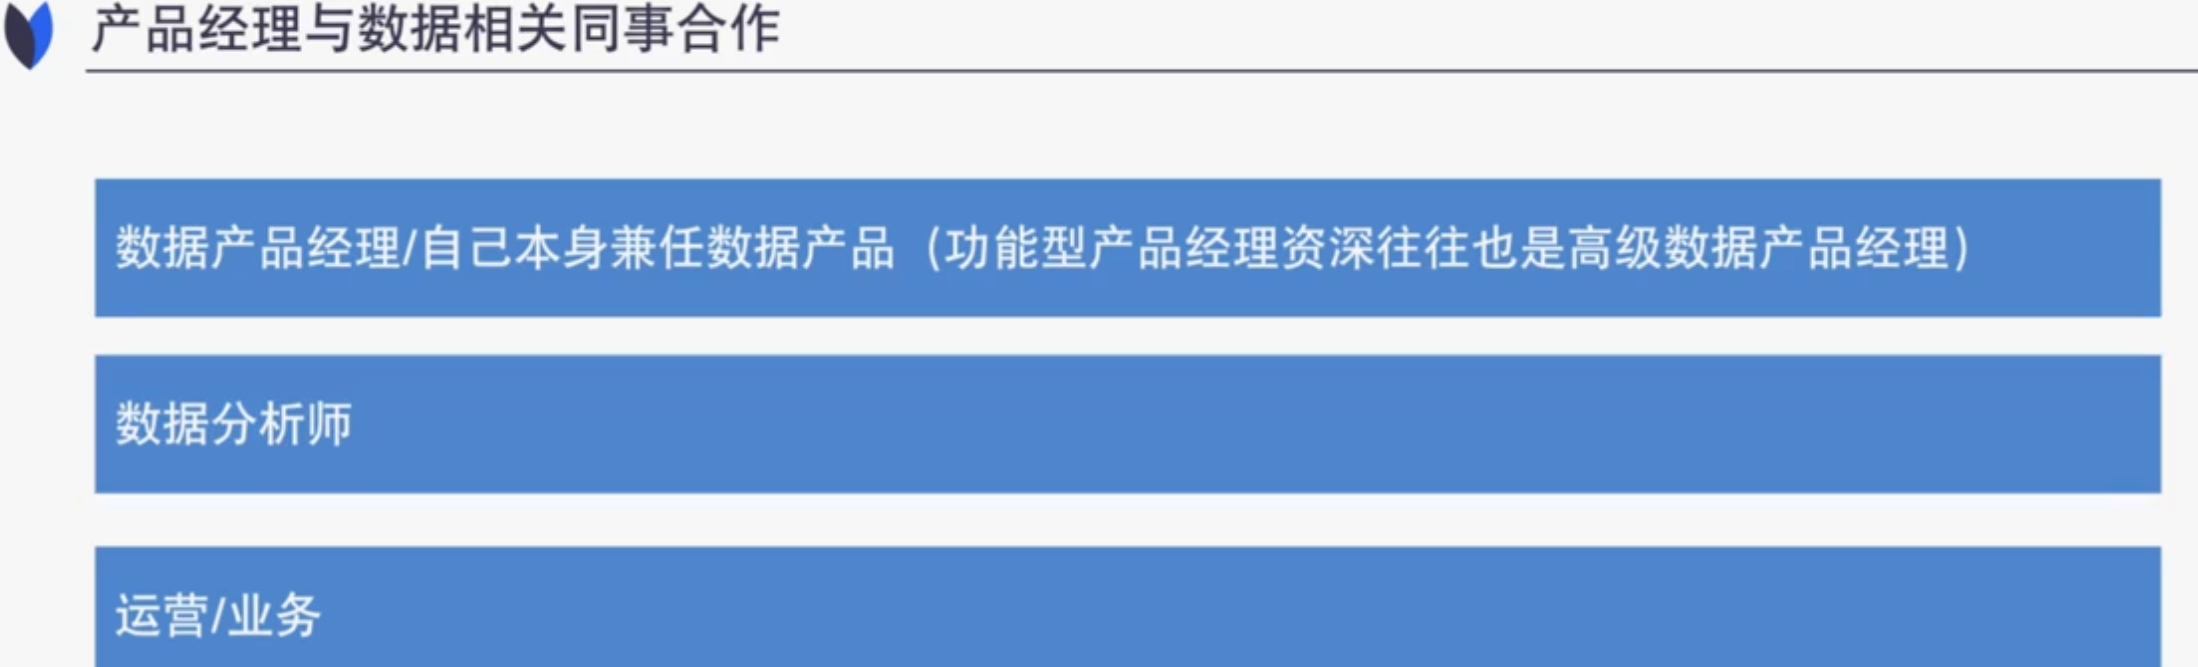 产品经理与数据相关同事合作
数据产品经理/自己本身兼任数据产品（功能型产品经理资深往往也是高级数据产品经理）
数据分析师
运营/业务